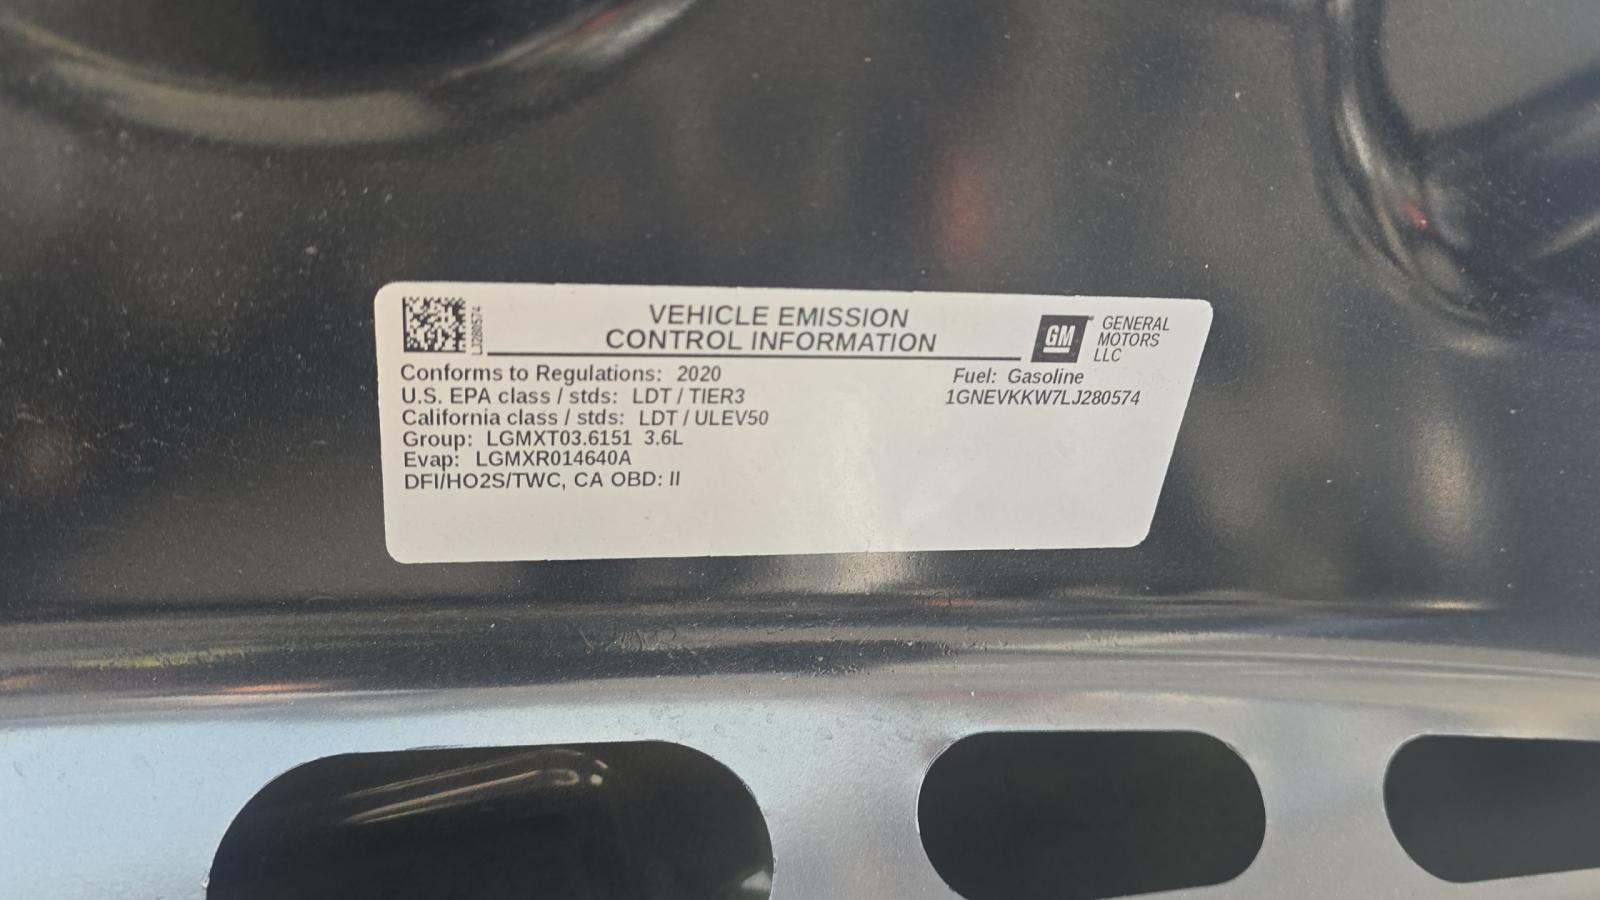 LJ280574
VEHICLE EMISSION
CONTROL INFORMATION
GM
GENERAL
MOTORS
LLC
Conforms to Regulations: 2020
U.S. EPA class / stds: LDT / TIER3
California class / stds: LDT / ULEV50
Group: LGMXT03.6151 3.6L
Evap: LGMXR014640A
DFI/HO2S/TWC, CA OBD: II
Fuel: Gasoline
1GNEVKKW7LJ280574